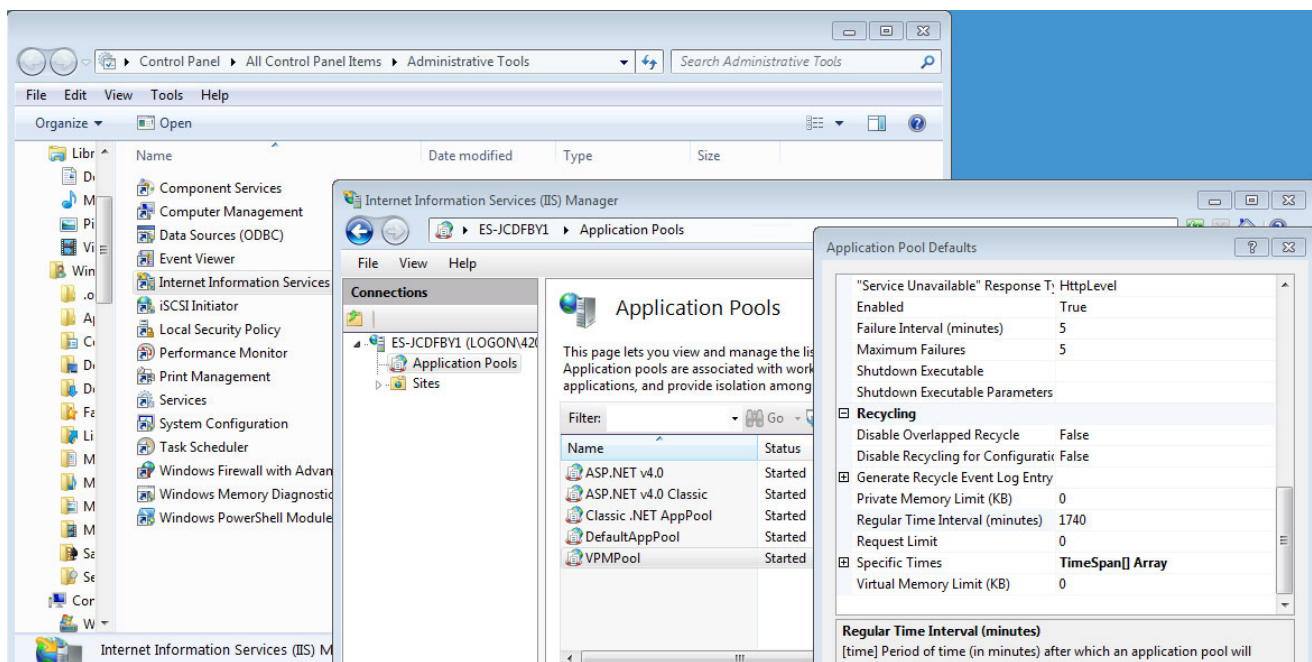 Control Panel ▸ All Control Panel Items ▸ Administrative Tools
Search Administrative Tools
File Edit View Tools Help
Organize Open
Libr
Win
Cor
Name Date modified Type Size
Component Services
Computer Management
Data Sources (ODBC)
Event Viewer
Internet Information Services
iSCSI Initiator
Local Security Policy
Performance Monitor
Print Management
Services
System Configuration
Task Scheduler
Windows Firewall with Advan
Windows Memory Diagnostic
Windows PowerShell Module
Internet Information Services (IIS) M
Internet Information Services (IIS) Manager
ES-JCDFBY1 ▸ Application Pools
File View Help
Connections
ES-JCDFBY1 (LOGON\420
Application Pools
Sites
Application Pools
This page lets you view and manage the lis
Application pools are associated with work
applications, and provide isolation among
Filter: Go
Name Status
ASP.NET v4.0 Started
ASP.NET v4.0 Classic Started
Classic .NET AppPool Started
DefaultAppPool Started
VPMPool Started
Application Pool Defaults
"Service Unavailable" Response Ty HttpLevel
Enabled True
Failure Interval (minutes) 5
Maximum Failures 5
Shutdown Executable
Shutdown Executable Parameters
Recycling
Disable Overlapped Recycle False
Disable Recycling for Configuratic False
Generate Recycle Event Log Entry
Private Memory Limit (KB) 0
Regular Time Interval (minutes) 1740
Request Limit 0
Specific Times TimeSpan[] Array
Virtual Memory Limit (KB) 0
Regular Time Interval (minutes)
[time] Period of time (in minutes) after which an application pool will